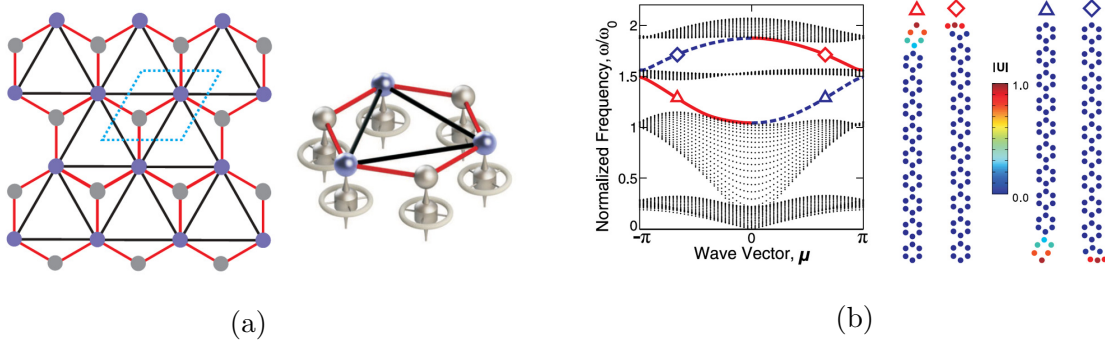 2
1.5
1
0.5
0
-π
0
π
Normalized Frequency, ω/ω₀
Wave Vector, μ
|U|
1.0
0.0
(a)
(b)